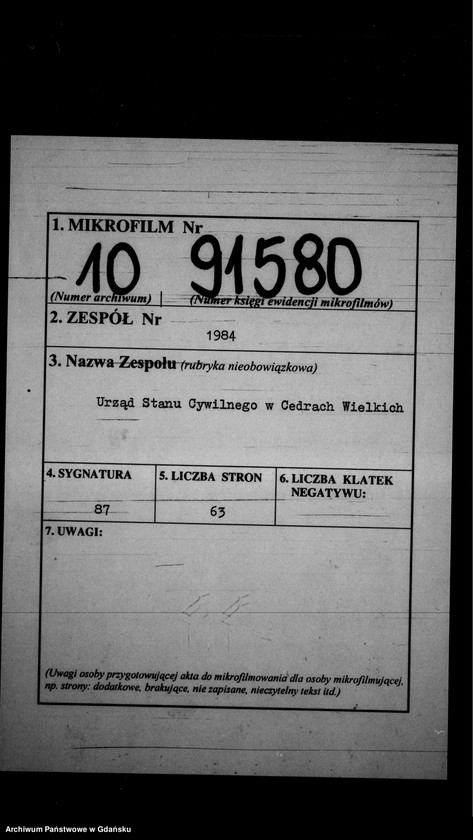 1. MIKROFILM Nr
10 91580
(Numer archiwum) (Numer księgi ewidencji mikrofilmów)
2. ZESPÓŁ Nr
1984
3. Nazwa Zespołu (rubryka nieobowiązkowa)
Urząd Stanu Cywilnego w Cedrach Wielkich
4. SYGNATURA
87
5. LICZBA STRON
63
6. LICZBA KLATEK
NEGATYWU:
7. UWAGI:
(Uwagi osoby przygotowującej akta do mikrofilmowania dla osoby mikrofilmującej,
np. strony: dodatkowe, brakujące, nie zapisane, nieczytelny tekst itd.)
Archiwum Państwowe w Gdańsku